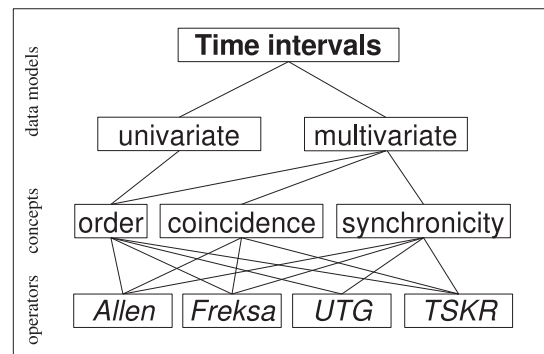 Time intervals
data models
univariate multivariate
concepts
order coincidence synchronicity
operators
Allen Freksa UTG TSKR